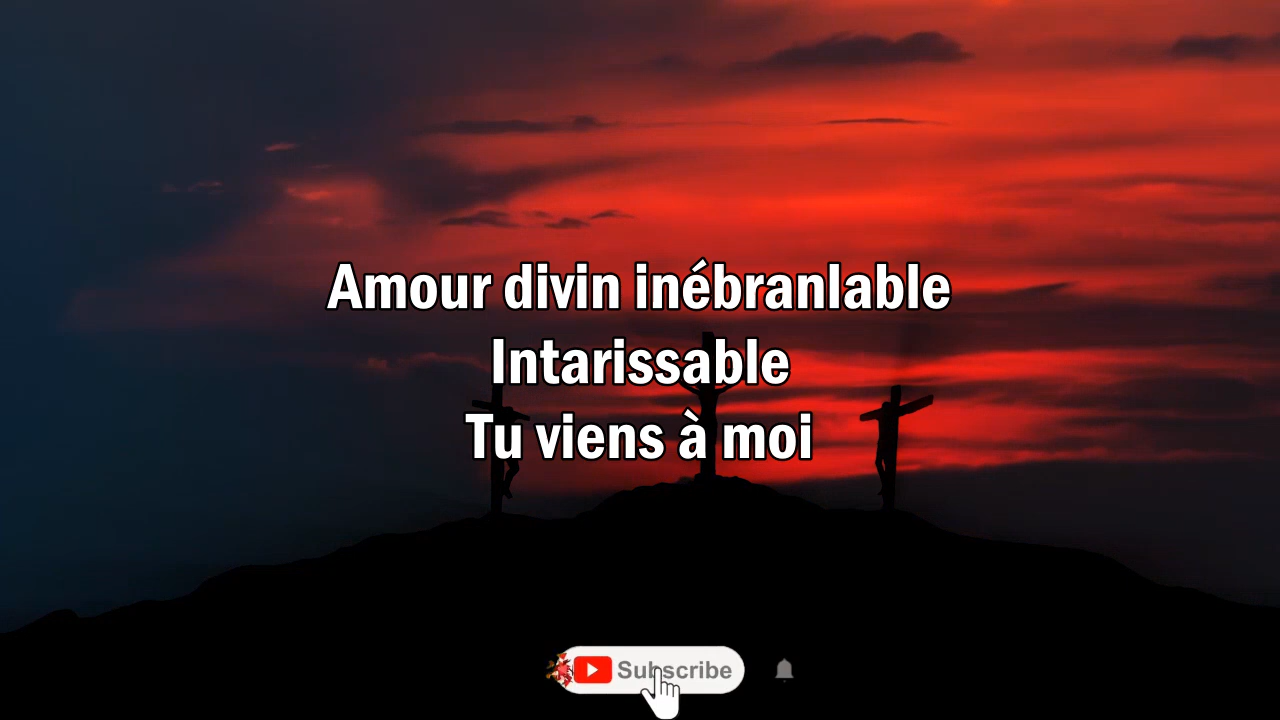 Amour divin inébranlable
Intarissable
Tu viens à moi
Subscribe